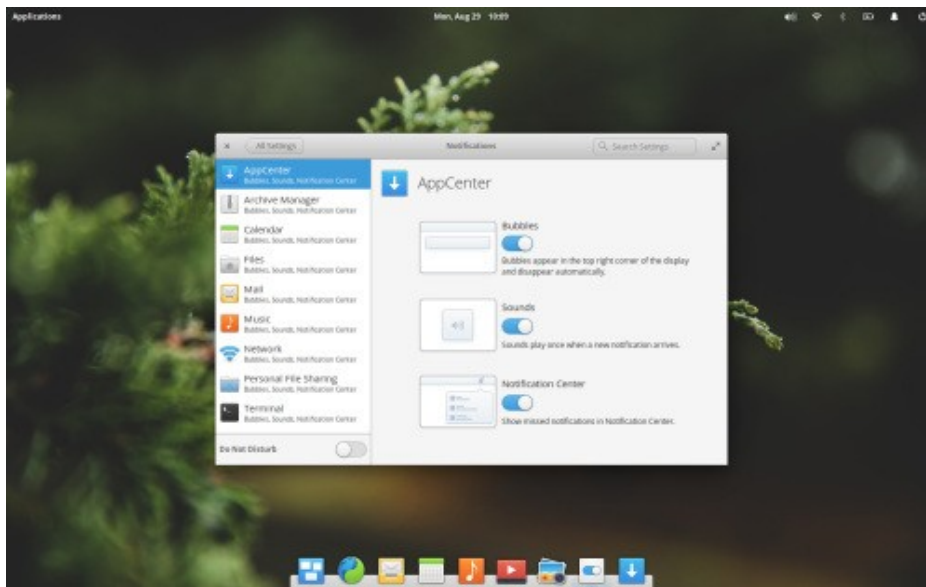 Applications
Mon, Aug 29 10:09
All Settings
Notifications
Search Settings
AppCenter
Bubbles, Sounds, Notification Center
Archive Manager
Bubbles, Sounds, Notification Center
Calendar
Bubbles, Sounds, Notification Center
Files
Bubbles, Sounds, Notification Center
Mail
Bubbles, Sounds, Notification Center
Music
Bubbles, Sounds, Notification Center
Network
Bubbles, Sounds, Notification Center
Personal File Sharing
Bubbles, Sounds, Notification Center
Terminal
Bubbles, Sounds, Notification Center
Do Not Disturb
AppCenter
Bubbles
Bubbles appear in the top right corner of the display
and disappear automatically.
Sounds
Sounds play once when a new notification arrives.
Notification Center
Show missed notifications in Notification Center.